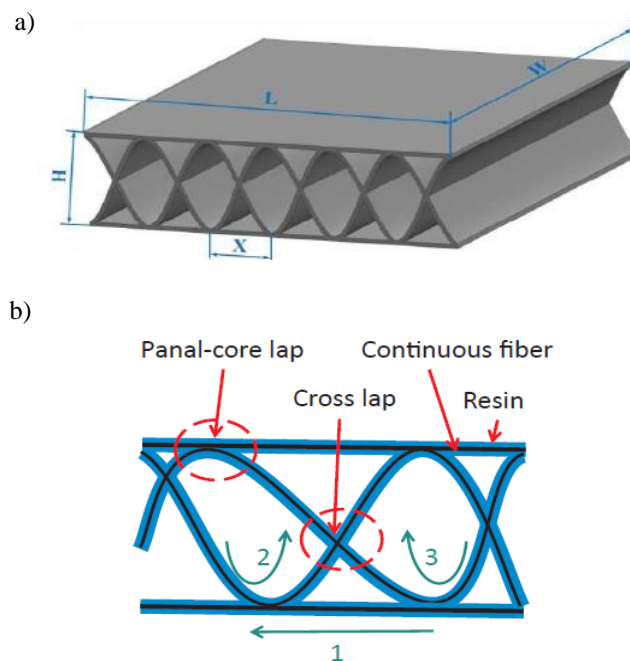 a)
L
W
H
X
b)
Panal-core lap
Continuous fiber
Cross lap
Resin
2
3
1